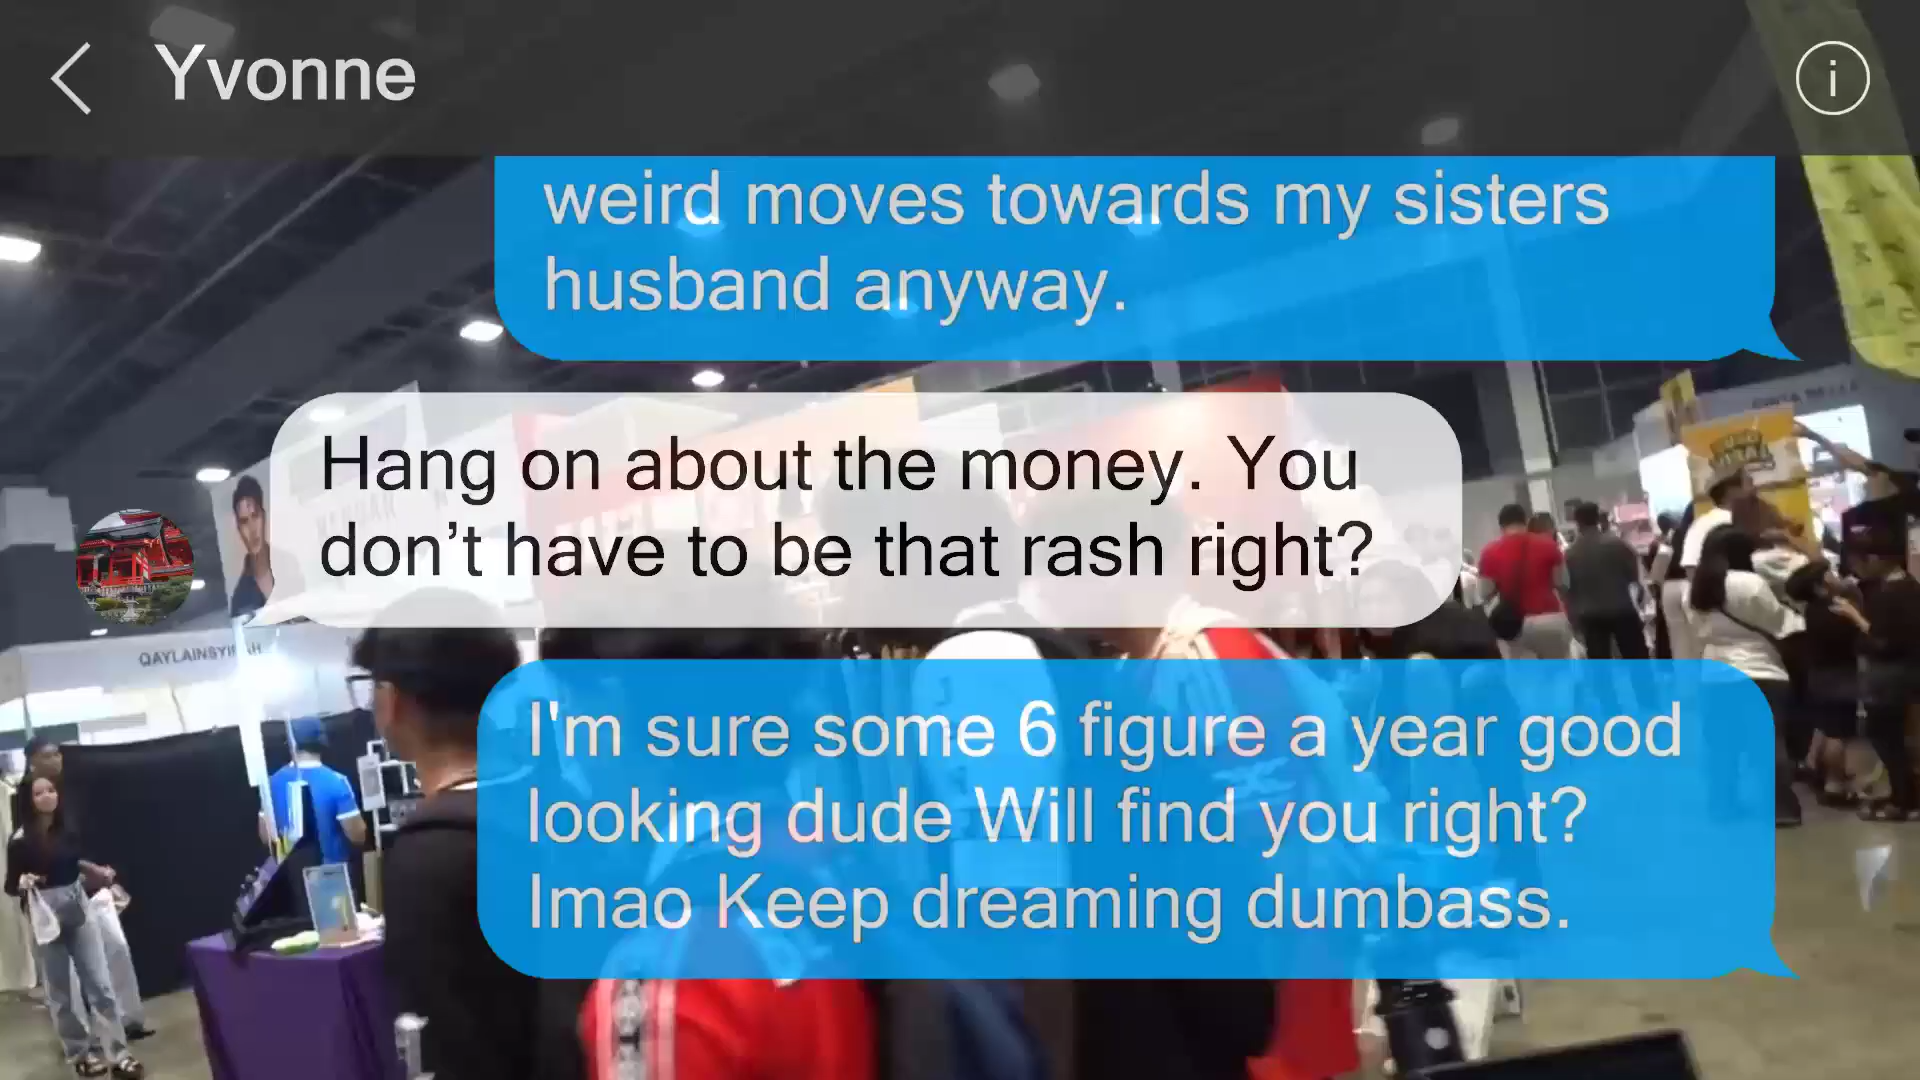 Yvonne
i
weird moves towards my sisters
husband anyway.
Hang on about the money. You
don’t have to be that rash right?
QAYLAINSYIRAH
I'm sure some 6 figure a year good
looking dude Will find you right?
lmao Keep dreaming dumbass.